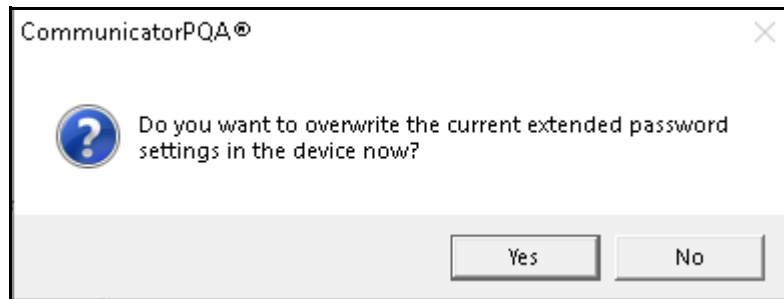 CommunicatorPQA®
Do you want to overwrite the current extended password
settings in the device now?
Yes
No